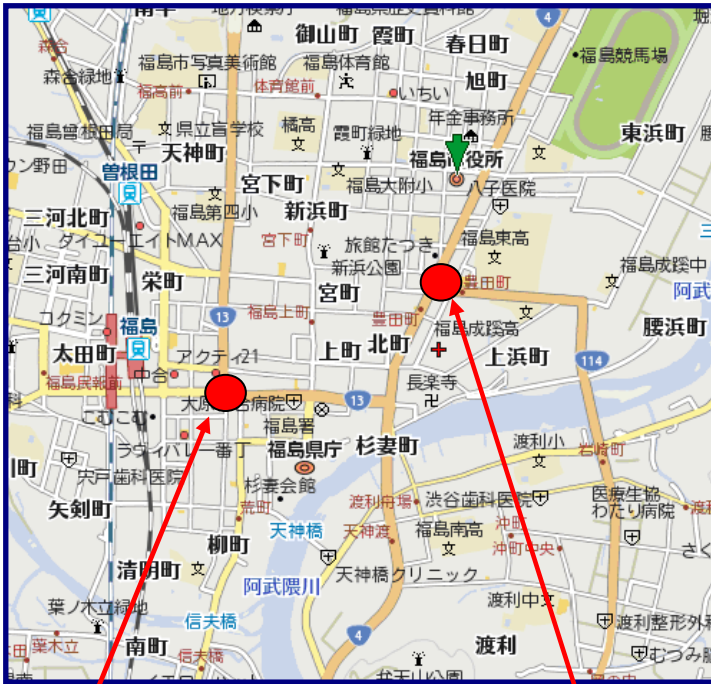 御山町
霞町
春日町
福島体育館
旭町
福島競馬場
森合
森合緑地
福島市写真美術館
福高前
体育館前
いちい
年金事務所
東浜町
福島曽根田局
県立盲学校
橘高
霞町緑地
福島市役所
天神町
曽根田
宮下町
福島大附小
八子医院
三河北町
福島第四小
新浜町
ダイユーエイトMAX
宮下町
旅館たつき
福島東高
三河南町
栄町
新浜公園
豊田町
福島成蹊中
宮町
13
福島上町
豊田町
コクミン
福島
福島成蹊高
腰浜町
太田町
アクティ21
上町
北町
上浜町
114
中合
福島民報前
長楽寺
13
こむこむ
福島署
杉妻町
ラヴィバレー一番丁
福島県庁
渡利小
岩崎町
宍戸歯科医院
杉妻会館
矢剣町
荒町
渡利舟場
渋谷歯科医院
医療生協
わたり病院
天神橋
天神渡
福島南高
沖町
沖町中央
柳町
清明町
天神橋クリニック
阿武隈川
葉ノ木立緑地
渡利中
信夫橋
渡利整形外科
4
南町
渡利
葉木立
信夫橋
弁天山公園
4